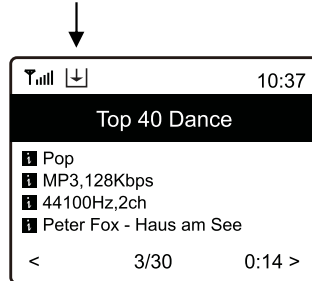 10:37
Top 40 Dance
i Pop
i MP3,128Kbps
i 44100Hz,2ch
i Peter Fox - Haus am See
< 3/30 0:14 >